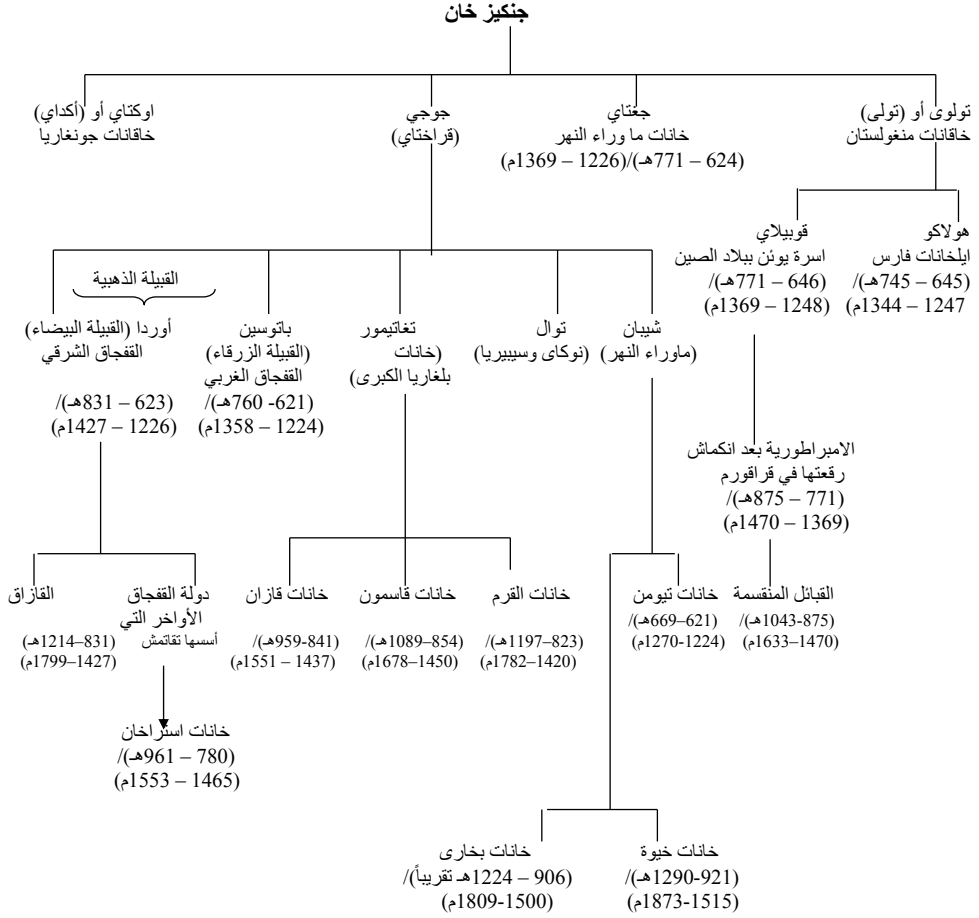 جنكيز خان
تولوى أو (تولى)
خاقانات منغولستان
جغتاي
خانات ما وراء النهر
(624 – 771هـ)/(1226 – 1369م)
جوجي
(قراختاي)
اوكتاي أو (أكداي)
خاقانات جونغاريا
هولاكو
ايلخانات فارس
(645 – 745هـ)/
1247 – 1344م)
قوبيلاي
اسرة يوئن ببلاد الصين
(646 – 771هـ)/
(1248 – 1369م)
شيبان
(ماوراء النهر)
توال
(نوكاى وسيبيريا)
تغاتيمور
(خانات
بلغاريا الكبرى)
القبيلة الذهبية
باتوسين
(القبيلة الزرقاء)
القفجاق الغربي
(621- 760هـ)/
(1224 – 1358م)
أوردا (القبيلة البيضاء)
القفجاق الشرقي
(623 – 831هـ)/
(1226 – 1427م)
الامبراطورية بعد انكماش
رقعتها في قراقورم
(771 – 875هـ)/
(1369 – 1470م)
القبائل المنقسمة
(875-1043هـ)/
(1470–1633م)
خانات تيومن
(621–669هـ)/
(1224-1270م)
خانات القرم
(823–1197هـ)/
(1420–1782م)
خانات قاسمون
(854–1089هـ)/
(1450–1678م)
خانات قازان
(841-959هـ)/
(1437 – 1551م)
دولة القفجاق
الأواخر التي
أسسها تقاتمش
القازاق
(831–1214هـ)
(1427–1799م)
خانات استراخان
(780 – 961هـ)/
(1465 – 1553م)
خانات خيوة
(921-1290هـ)/
(1515-1873م)
خانات بخارى
(906 – 1224هـ تقريباً)/
(1500-1809م)